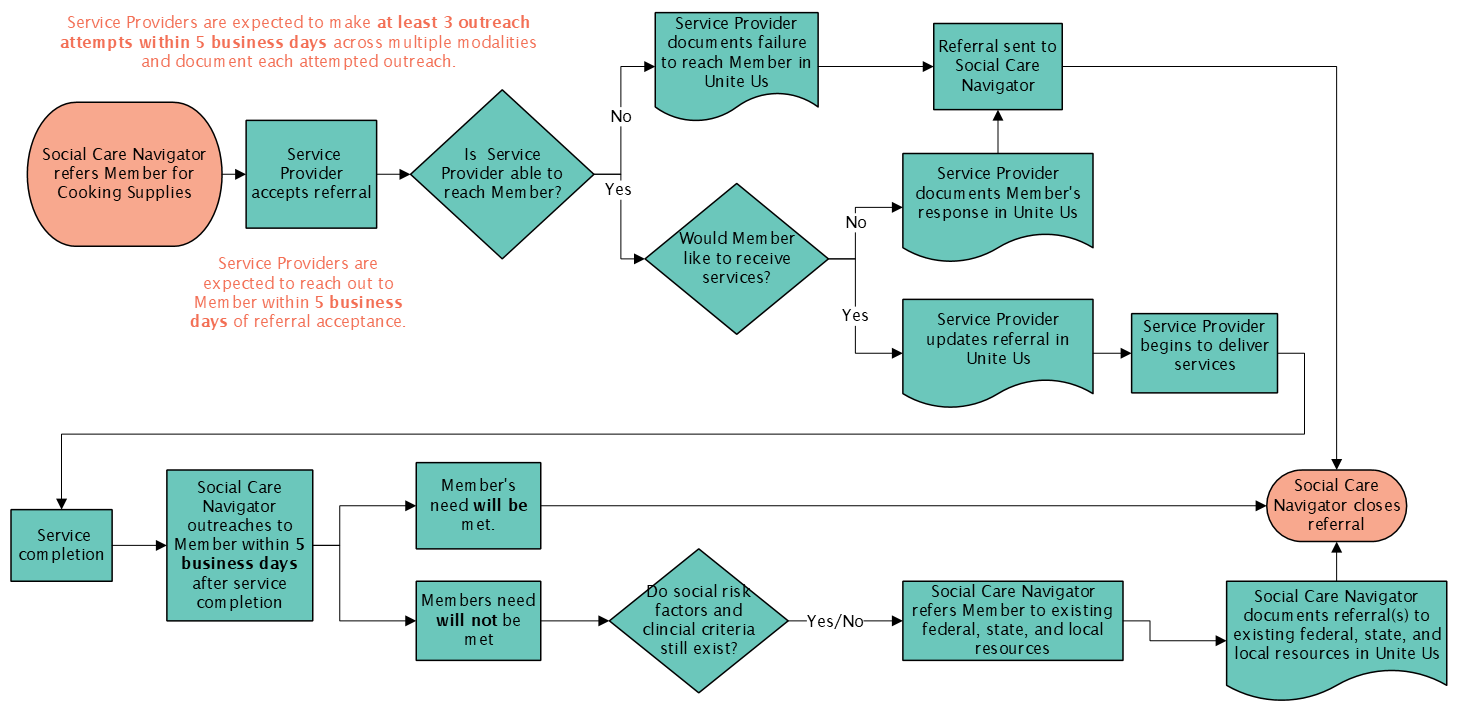 Service Providers are expected to make at least 3 outreach
attempts within 5 business days across multiple modalities
and document each attempted outreach.
Social Care Navigator
refers Member for
Cooking Supplies
Service
Provider
accepts referral
Service Providers are
expected to reach out to
Member within 5 business
days of referral acceptance.
Is Service
Provider able to
reach Member?
No
Yes
Service Provider
documents failure
to reach Member in
Unite Us
Referral sent to
Social Care
Navigator
Would Member
like to receive
services?
No
Yes
Service Provider
documents Member's
response in Unite Us
Service Provider
updates referral in
Unite Us
Service Provider
begins to deliver
services
Service
completion
Social Care
Navigator
outreaches to
Member within 5
business days
after service
completion
Member's
need will be
met.
Members need
will not be
met
Do social risk
factors and
clincial criteria
still exist?
Yes/No
Social Care Navigator
refers Member to existing
federal, state, and local
resources
Social Care Navigator
documents referral(s) to
existing federal, state, and
local resources in Unite Us
Social Care
Navigator closes
referral